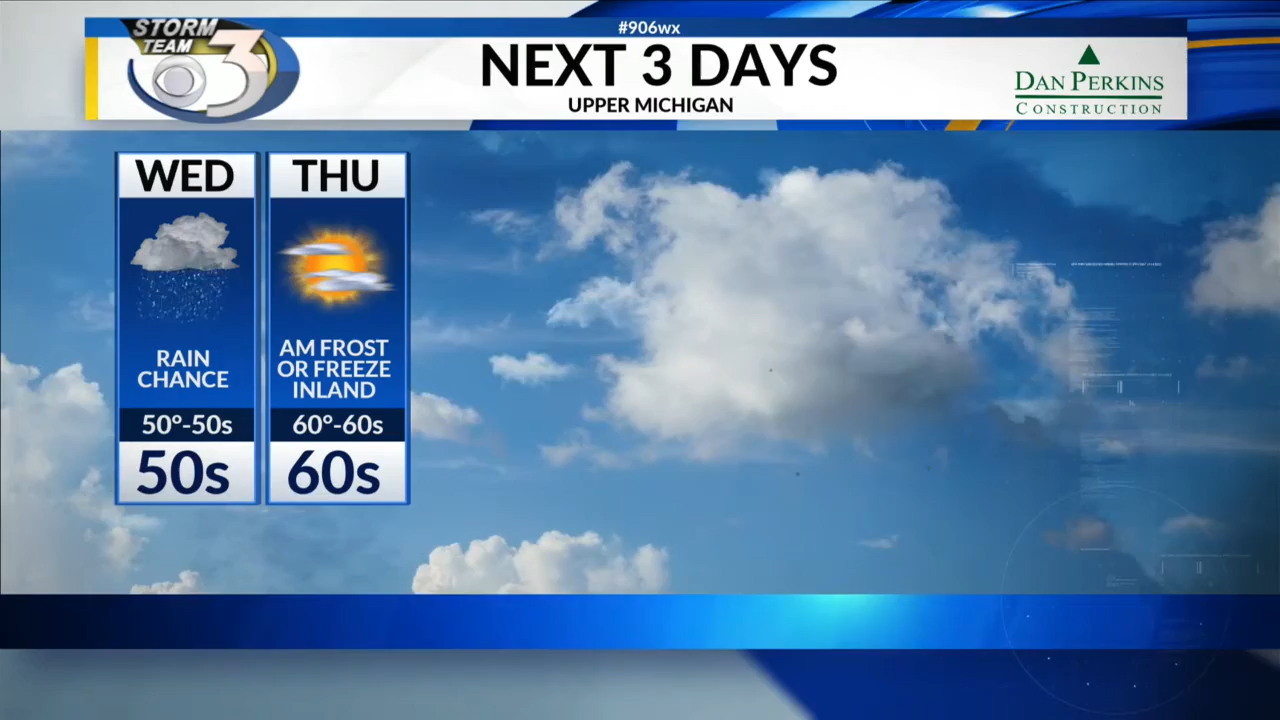 #906wx
STORM
TEAM
3
NEXT 3 DAYS
UPPER MICHIGAN
DAN PERKINS
CONSTRUCTION
WED
RAIN
CHANCE
50°-50s
50s
THU
AM FROST
OR FREEZE
INLAND
60°-60s
60s